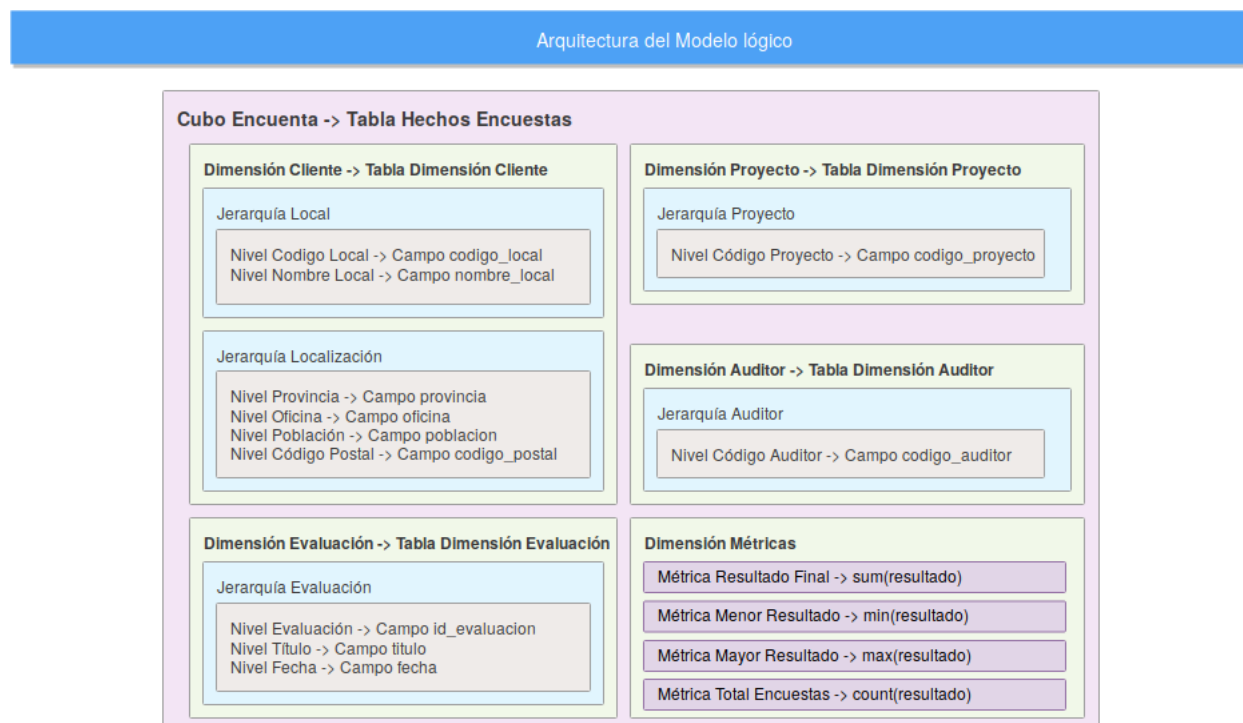 Arquitectura del Modelo lógico
Cubo Encuenta -> Tabla Hechos Encuestas
Dimensión Cliente -> Tabla Dimensión Cliente
Jerarquía Local
Nivel Codigo Local -> Campo codigo_local
Nivel Nombre Local -> Campo nombre_local
Jerarquía Localización
Nivel Provincia -> Campo provincia
Nivel Oficina -> Campo oficina
Nivel Población -> Campo poblacion
Nivel Código Postal -> Campo codigo_postal
Dimensión Proyecto -> Tabla Dimensión Proyecto
Jerarquía Proyecto
Nivel Código Proyecto -> Campo codigo_proyecto
Dimensión Auditor -> Tabla Dimensión Auditor
Jerarquía Auditor
Nivel Código Auditor -> Campo codigo_auditor
Dimensión Evaluación -> Tabla Dimensión Evaluación
Jerarquía Evaluación
Nivel Evaluación -> Campo id_evaluacion
Nivel Título -> Campo titulo
Nivel Fecha -> Campo fecha
Dimensión Métricas
Métrica Resultado Final -> sum(resultado)
Métrica Menor Resultado -> min(resultado)
Métrica Mayor Resultado -> max(resultado)
Métrica Total Encuestas -> count(resultado)